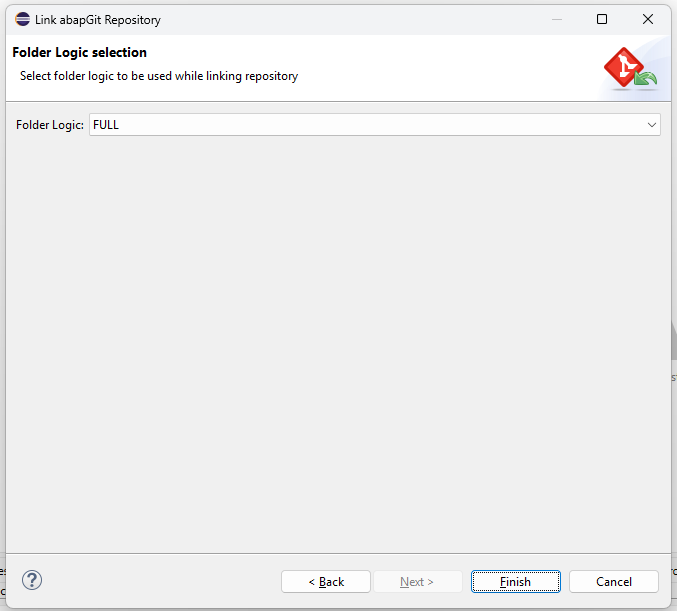 Link abapGit Repository
Folder Logic selection
Select folder logic to be used while linking repository
Folder Logic: FULL
< Back Next > Finish Cancel